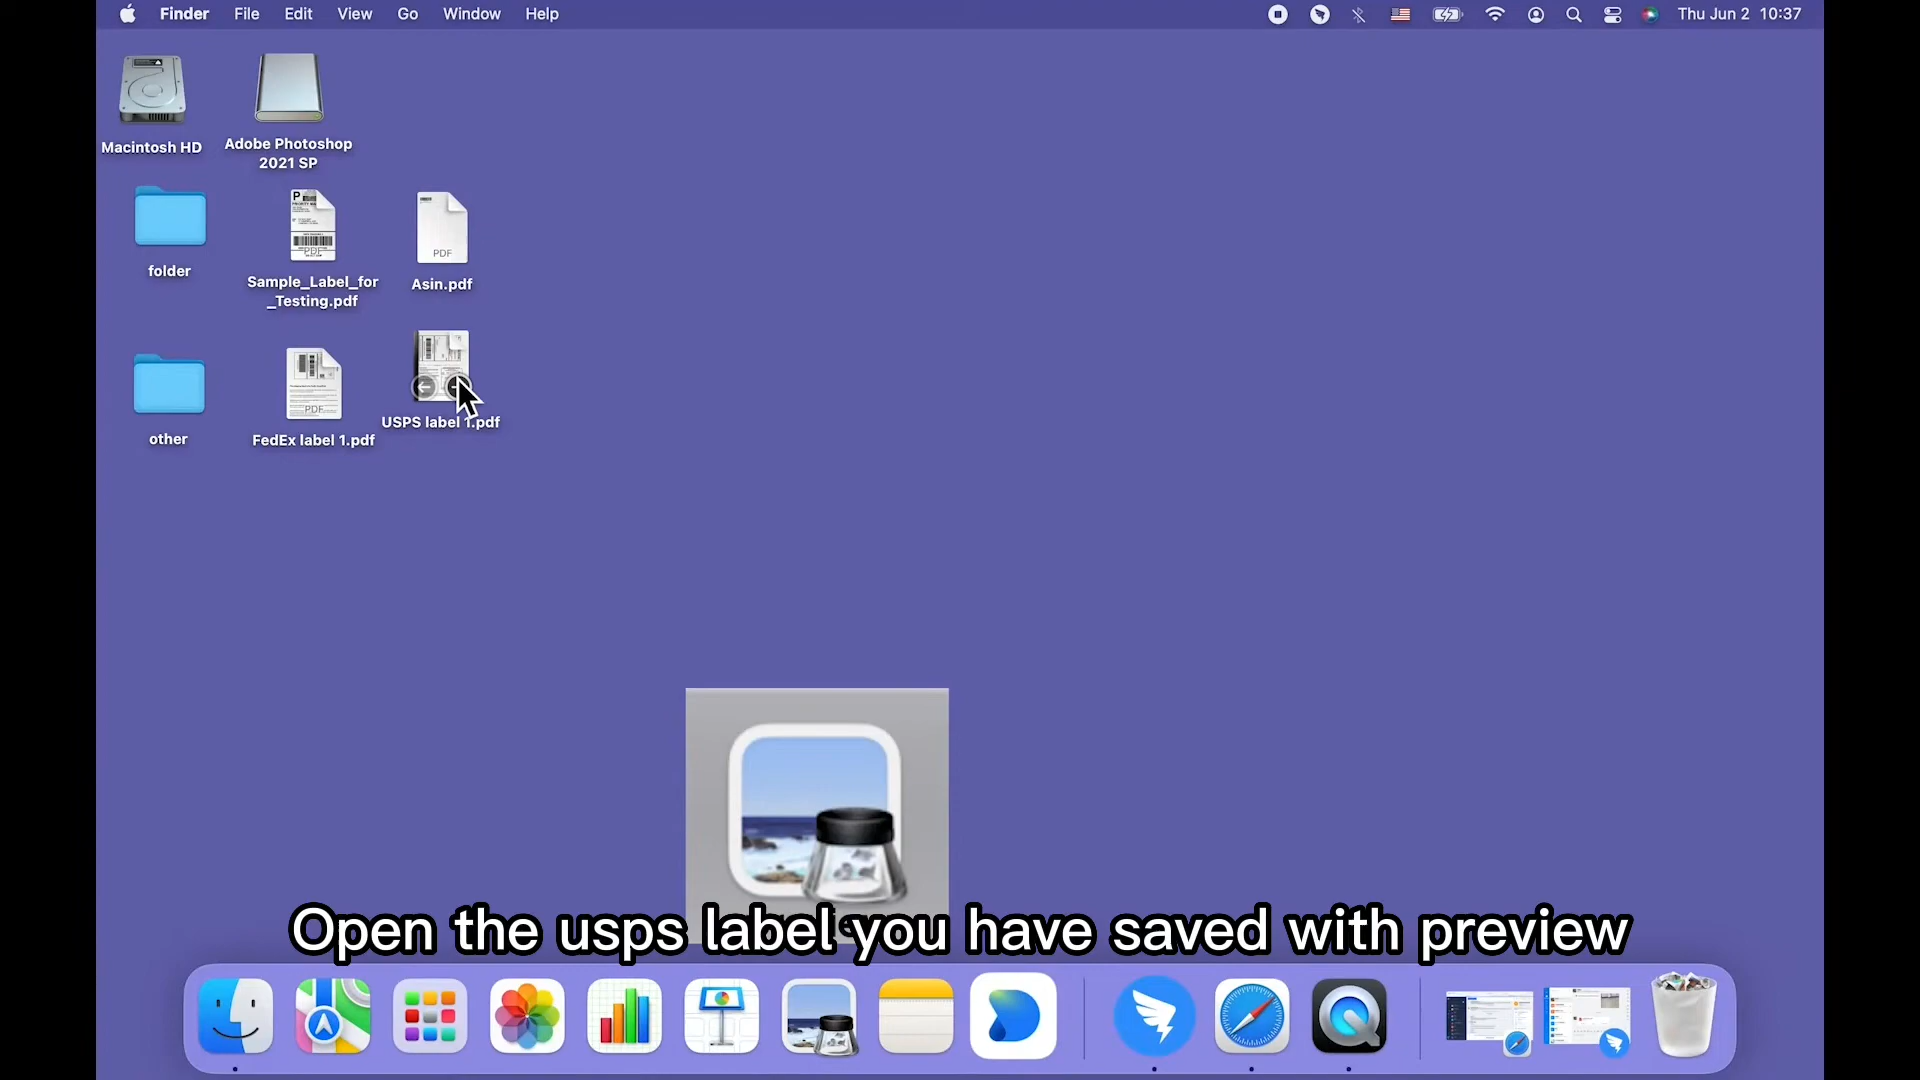 Finder File Edit View Go Window Help Thu Jun 2 10:37
Macintosh HD
Adobe Photoshop
2021 SP
folder
Sample_Label_for
_Testing.pdf
PDF
Asin.pdf
other
PDF
FedEx label 1.pdf
USPS label 1.pdf
Open the usps label you have saved with preview